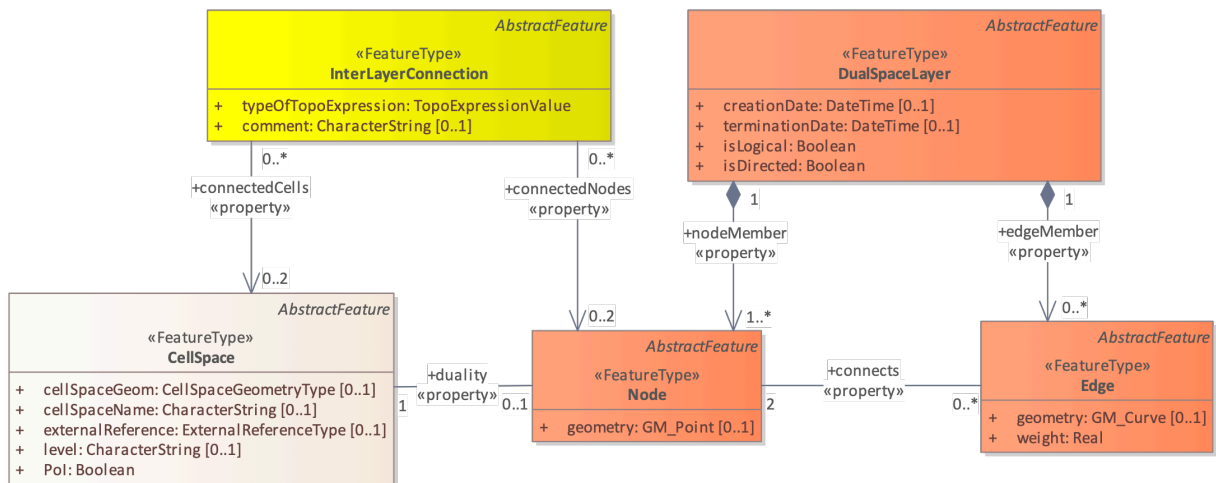 AbstractFeature
«FeatureType»
InterLayerConnection
+ typeOfTopoExpression: TopoExpressionValue
+ comment: CharacterString [0..1]
AbstractFeature
«FeatureType»
DualSpaceLayer
+ creationDate: DateTime [0..1]
+ terminationDate: DateTime [0..1]
+ isLogical: Boolean
+ isDirected: Boolean
0..*
+connectedCells
«property»
0..2
0..*
+connectedNodes
«property»
0..2
1
+nodeMember
«property»
1..*
1
+edgeMember
«property»
0..*
AbstractFeature
«FeatureType»
CellSpace
+ cellSpaceGeom: CellSpaceGeometryType [0..1]
+ cellSpaceName: CharacterString [0..1]
+ externalReference: ExternalReferenceType [0..1]
+ level: CharacterString [0..1]
+ PoI: Boolean
+duality
«property»
1
0..1
AbstractFeature
«FeatureType»
Node
+ geometry: GM_Point [0..1]
+connects
«property»
2
0..*
AbstractFeature
«FeatureType»
Edge
+ geometry: GM_Curve [0..1]
+ weight: Real